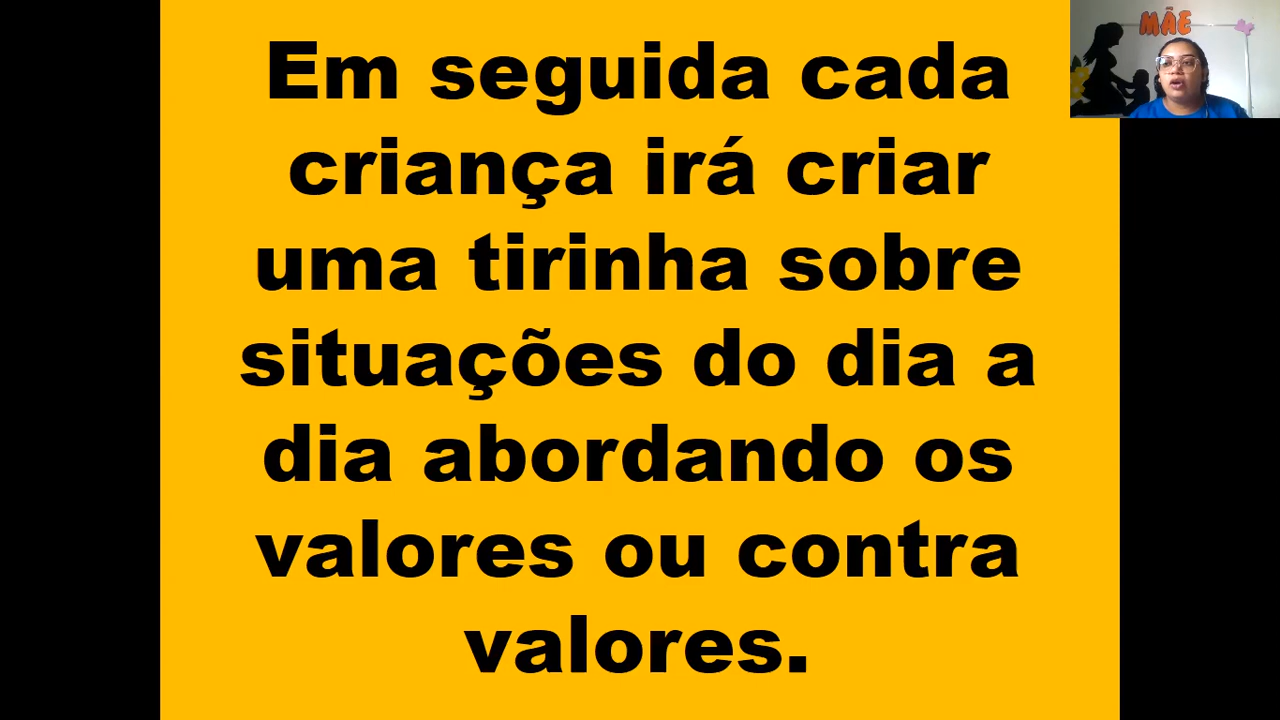 Em seguida cada
criança irá criar
uma tirinha sobre
situações do dia a
dia abordando os
valores ou contra
valores.
MÃE